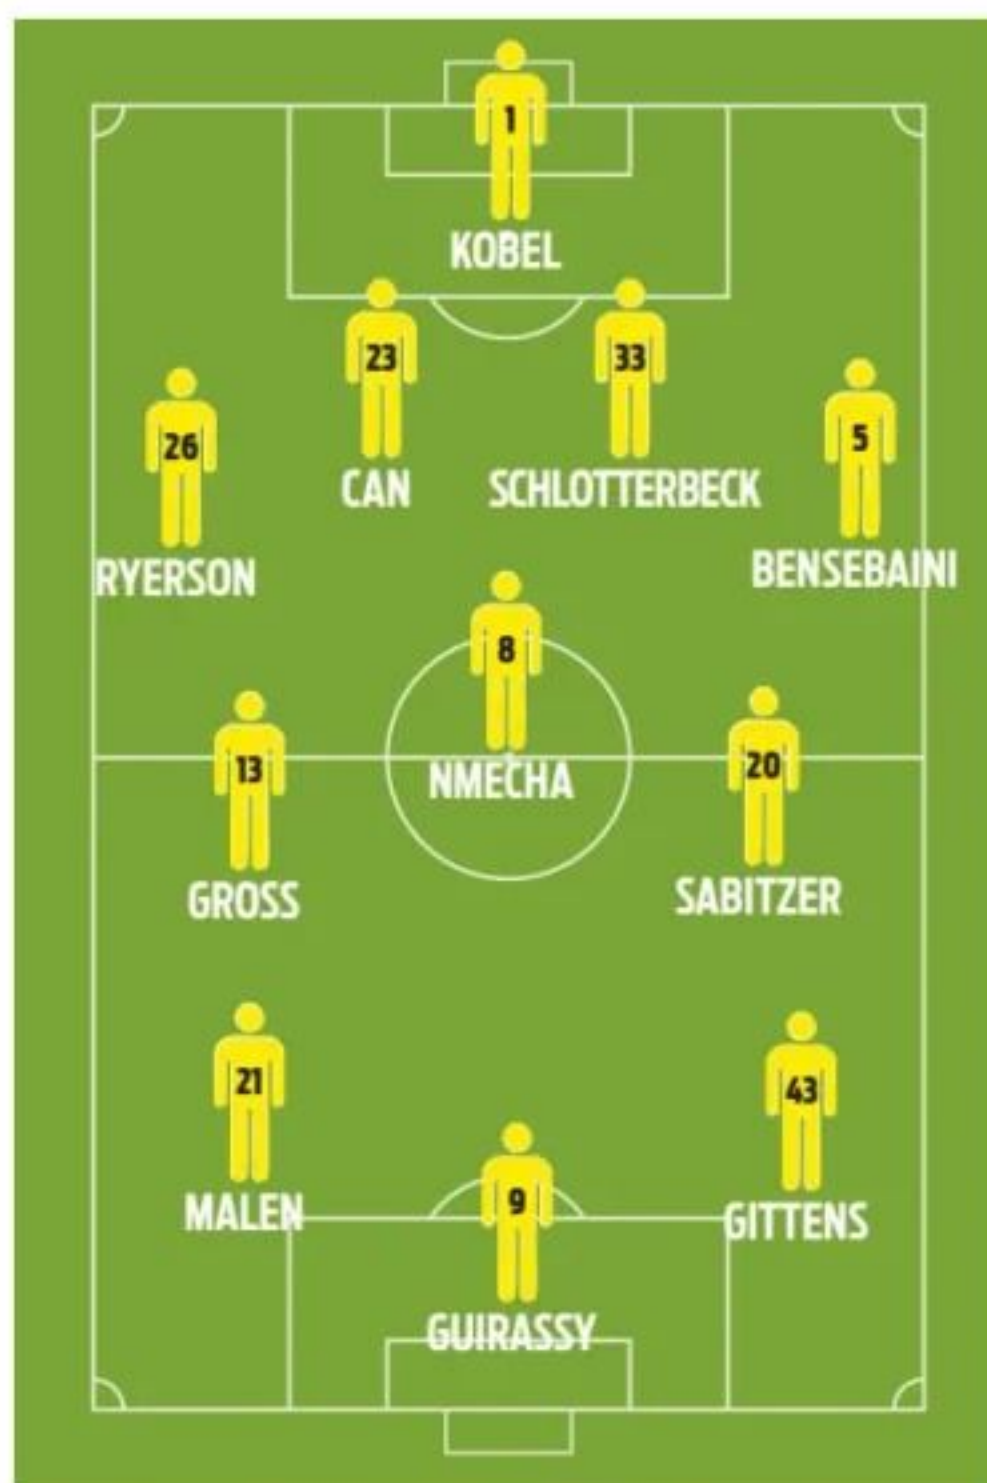 1
KOBEL
23
CAN
33
SCHLOTTERBECK
26
RYERSON
5
BENSEBAINI
8
NMECHA
13
GROSS
20
SABITZER
21
MALEN
43
GITTENS
9
GUIRASSY